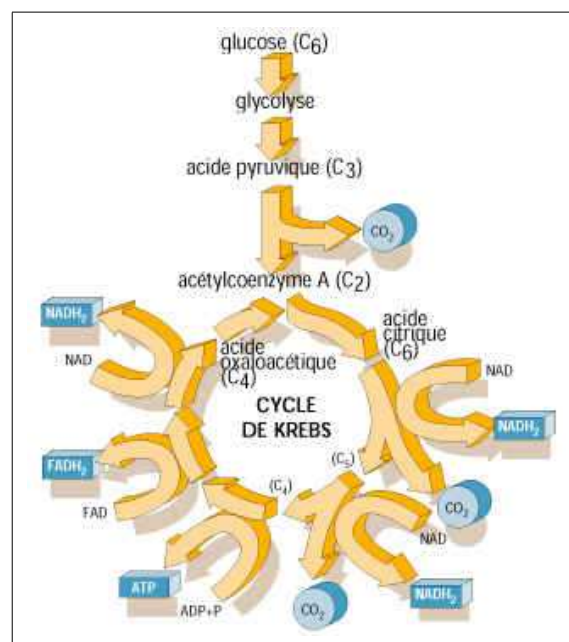 glucose (C6)
glycolyse
acide pyruvique (C3)
CO2
acétylcoenzyme A (C2)
NADH2
NAD
acide
oxaloacétique
(C4)
acide
citrique
(C6)
NAD
NADH2
CYCLE
DE KREBS
FADH2
FAD
(C4)
(C5)
CO2
NAD
ATP
ADP+P
CO2
NADH2